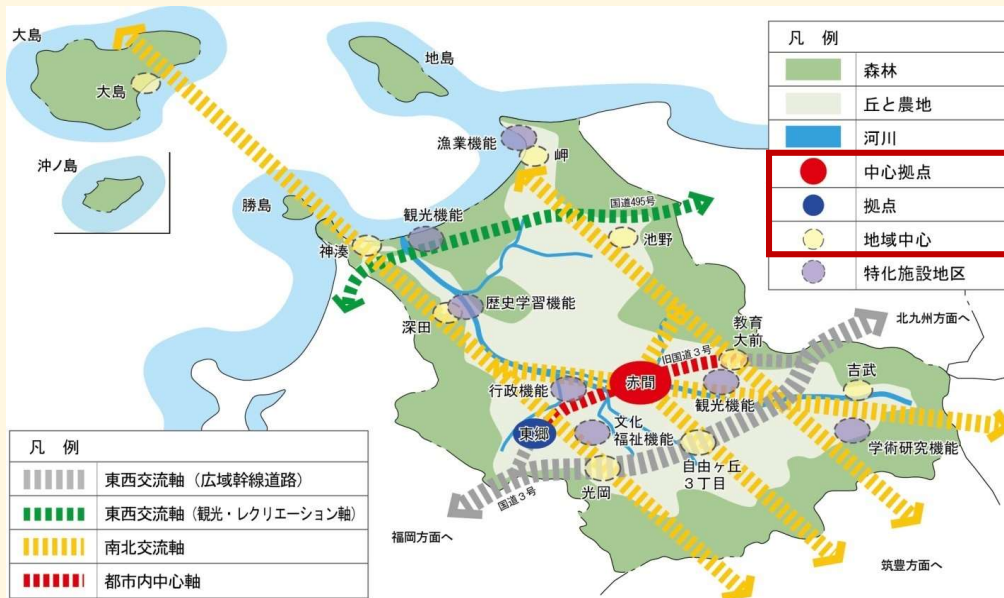 大島
地島
大島
沖ノ島
勝島
漁業機能
岬
国道495号
観光機能
池野
神湊
歴史学習機能
深田
教育
大前
北九州方面へ
旧国道3号
吉武
赤間
行政機能
観光機能
東郷
文化
福祉機能
学術研究機能
自由ヶ丘
3丁目
光岡
国道3号
福岡方面へ
筑豊方面へ
凡 例
森林
丘と農地
河川
中心拠点
拠点
地域中心
特化施設地区
凡 例
東西交流軸(広域幹線道路)
東西交流軸(観光・レクリエーション軸)
南北交流軸
都市内中心軸